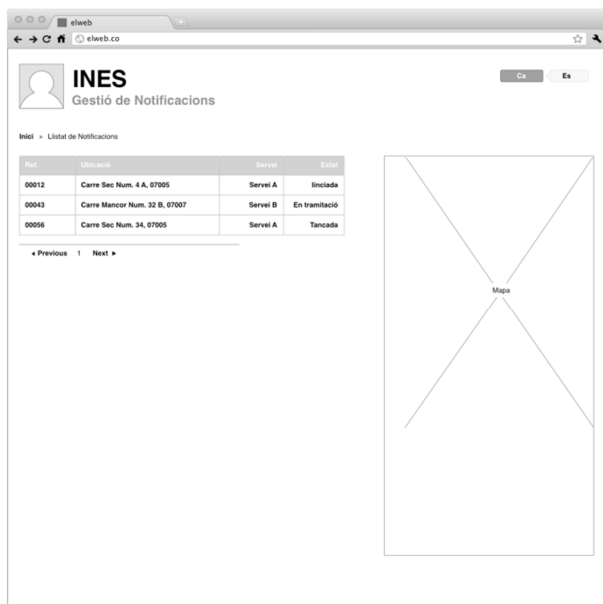 elweb
elweb.co
INES
Gestió de Notificacions
Ca Es
Inici » Llistat de Notificacions
Ref. Ubicació Servei Estat
00012 Carre Sec Num. 4 A, 07005 Servei A Iinciada
00043 Carre Mancor Num. 32 B, 07007 Servei B En tramitació
00056 Carre Sec Num. 34, 07005 Servei A Tancada
Previous 1 Next
Mapa